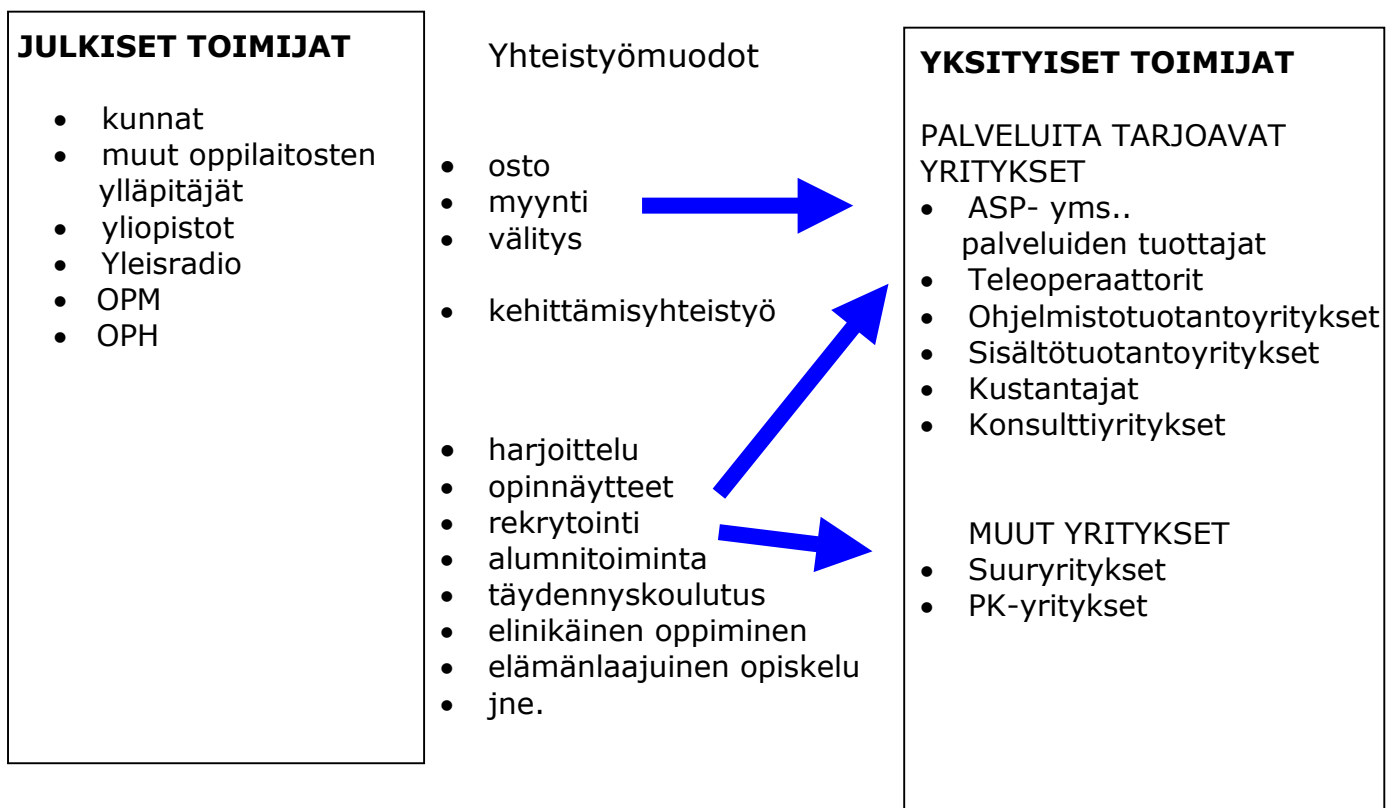 JULKISET TOIMIJAT
• kunnat
• muut oppilaitosten
ylläpitäjät
• yliopistot
• Yleisradio
• OPM
• OPH
Yhteistyömuodot
• osto
• myynti
• välitys
• kehittämisyhteistyö
• harjoittelu
• opinnäytteet
• rekrytointi
• alumnitoiminta
• täydennyskoulutus
• elinikäinen oppiminen
• elämänlaajuinen opiskelu
• jne.
YKSITYISET TOIMIJAT
PALVELUITA TARJOAVAT
YRITYKSET
• ASP- yms..
palveluiden tuottajat
• Teleoperaattorit
• Ohjelmistotuotantoyritykset
• Sisältötuotantoyritykset
• Kustantajat
• Konsulttiyritykset
MUUT YRITYKSET
• Suuryritykset
• PK-yritykset